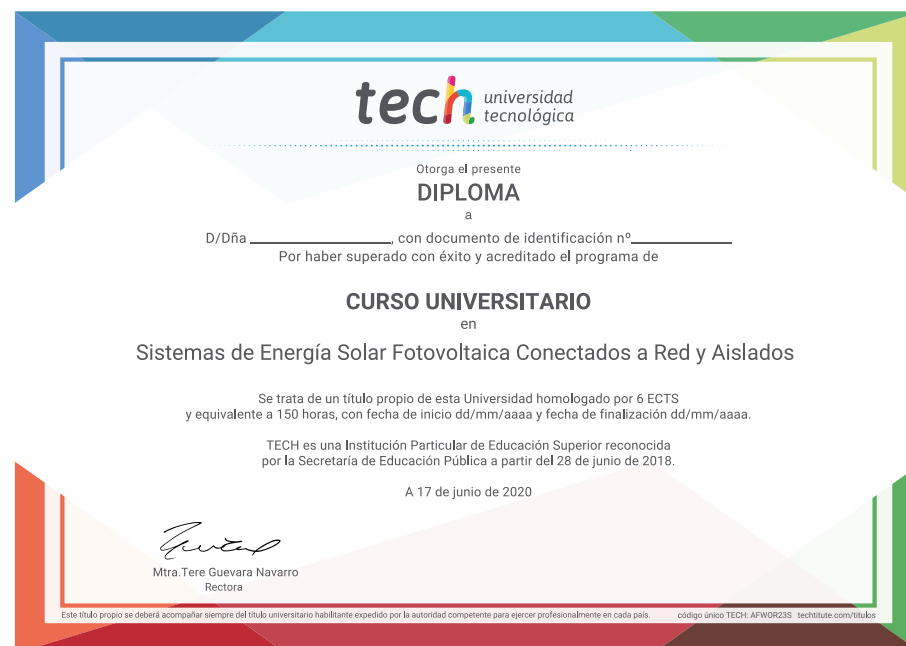 tech universidad
tecnológica
Otorga el presente
DIPLOMA
a
D/Dña ____________________, con documento de identificación nº______________
Por haber superado con éxito y acreditado el programa de
CURSO UNIVERSITARIO
en
Sistemas de Energía Solar Fotovoltaica Conectados a Red y Aislados
Se trata de un título propio de esta Universidad homologado por 6 ECTS
y equivalente a 150 horas, con fecha de inicio dd/mm/aaaa y fecha de finalización dd/mm/aaaa.
TECH es una Institución Particular de Educación Superior reconocida
por la Secretaría de Educación Pública a partir del 28 de junio de 2018.
A 17 de junio de 2020
Mtra.Tere Guevara Navarro
Rectora
Este título propio se deberá acompañar siempre del título universitario habilitante expedido por la autoridad competente para ejercer profesionalmente en cada país. código único TECH: AFWOR23S techtitute.com/titulos